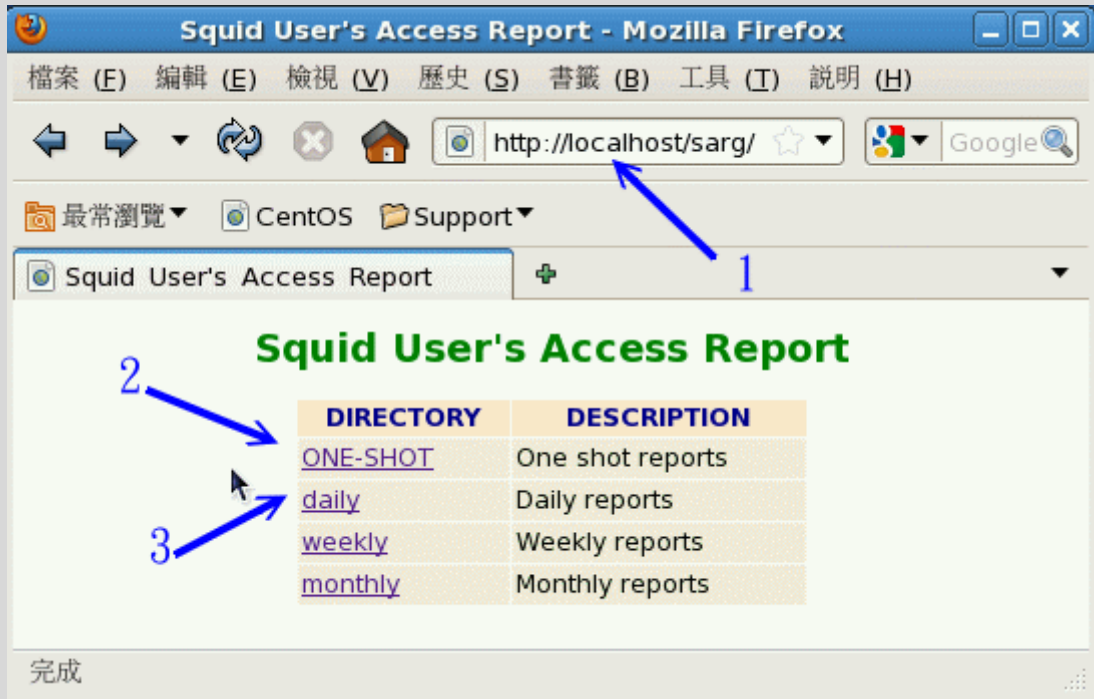 Squid User's Access Report - Mozilla Firefox
檔案 (F) 編輯 (E) 檢視 (V) 歷史 (S) 書籤 (B) 工具 (T) 說明 (H)
http://localhost/sarg/ Google
最常瀏覽 CentOS Support
1
Squid User's Access Report
Squid User's Access Report
2
DIRECTORY DESCRIPTION
ONE-SHOT One shot reports
daily Daily reports
3
weekly Weekly reports
monthly Monthly reports
完成